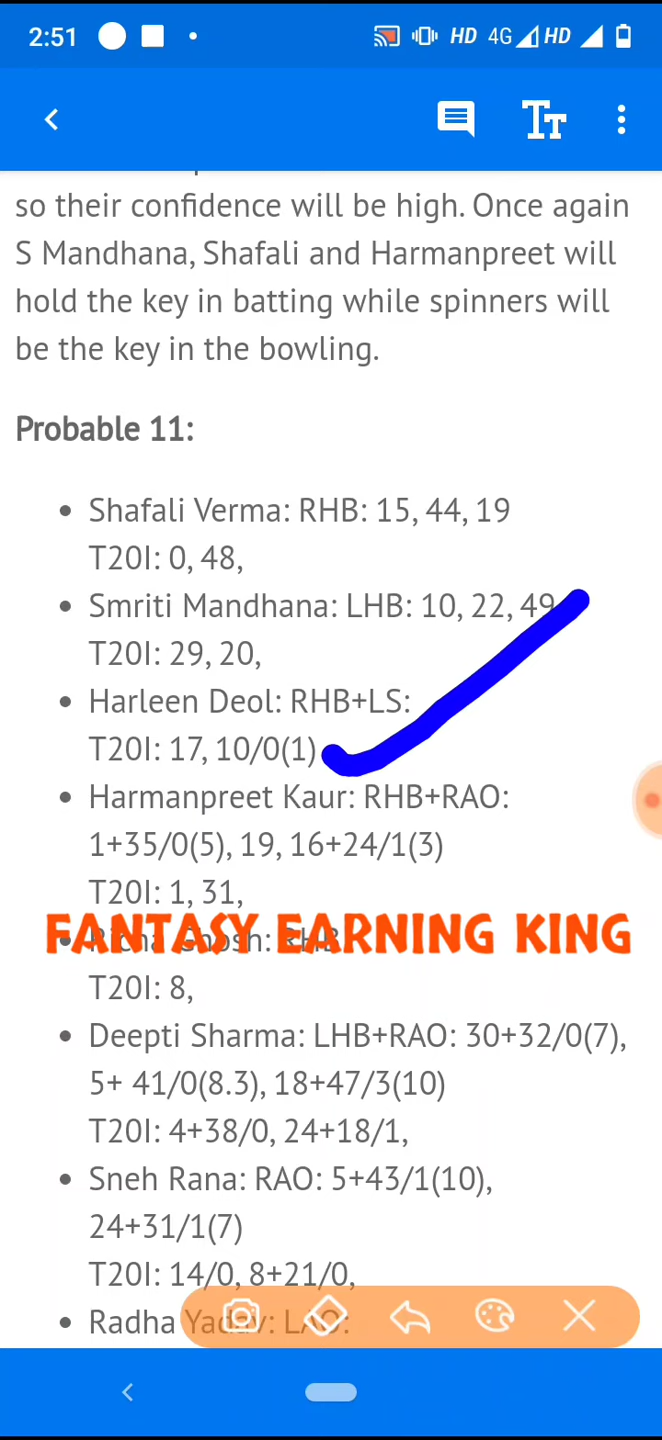 2:51 HD 4G HD
TT
so their confidence will be high. Once again
S Mandhana, Shafali and Harmanpreet will
hold the key in batting while spinners will
be the key in the bowling.
Probable 11:
• Shafali Verma: RHB: 15, 44, 19
T20I: 0, 48,
• Smriti Mandhana: LHB: 10, 22, 49
T20I: 29, 20,
• Harleen Deol: RHB+LS:
T20I: 17, 10/0(1)
• Harmanpreet Kaur: RHB+RAO:
1+35/0(5), 19, 16+24/1(3)
T20I: 1, 31,
FANTASY EARNING KING
• Richa Ghosh: RHB
T20I: 8,
• Deepti Sharma: LHB+RAO: 30+32/0(7),
5+ 41/0(8.3), 18+47/3(10)
T20I: 4+38/0, 24+18/1,
• Sneh Rana: RAO: 5+43/1(10),
24+31/1(7)
T20I: 14/0, 8+21/0,
• Radha Yadav: LAO: